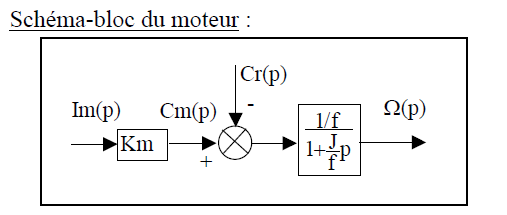 Schéma-bloc du moteur :
Cr(p)
Im(p) Cm(p) - Ω(p)
Km
+
1/f
1+J/f p